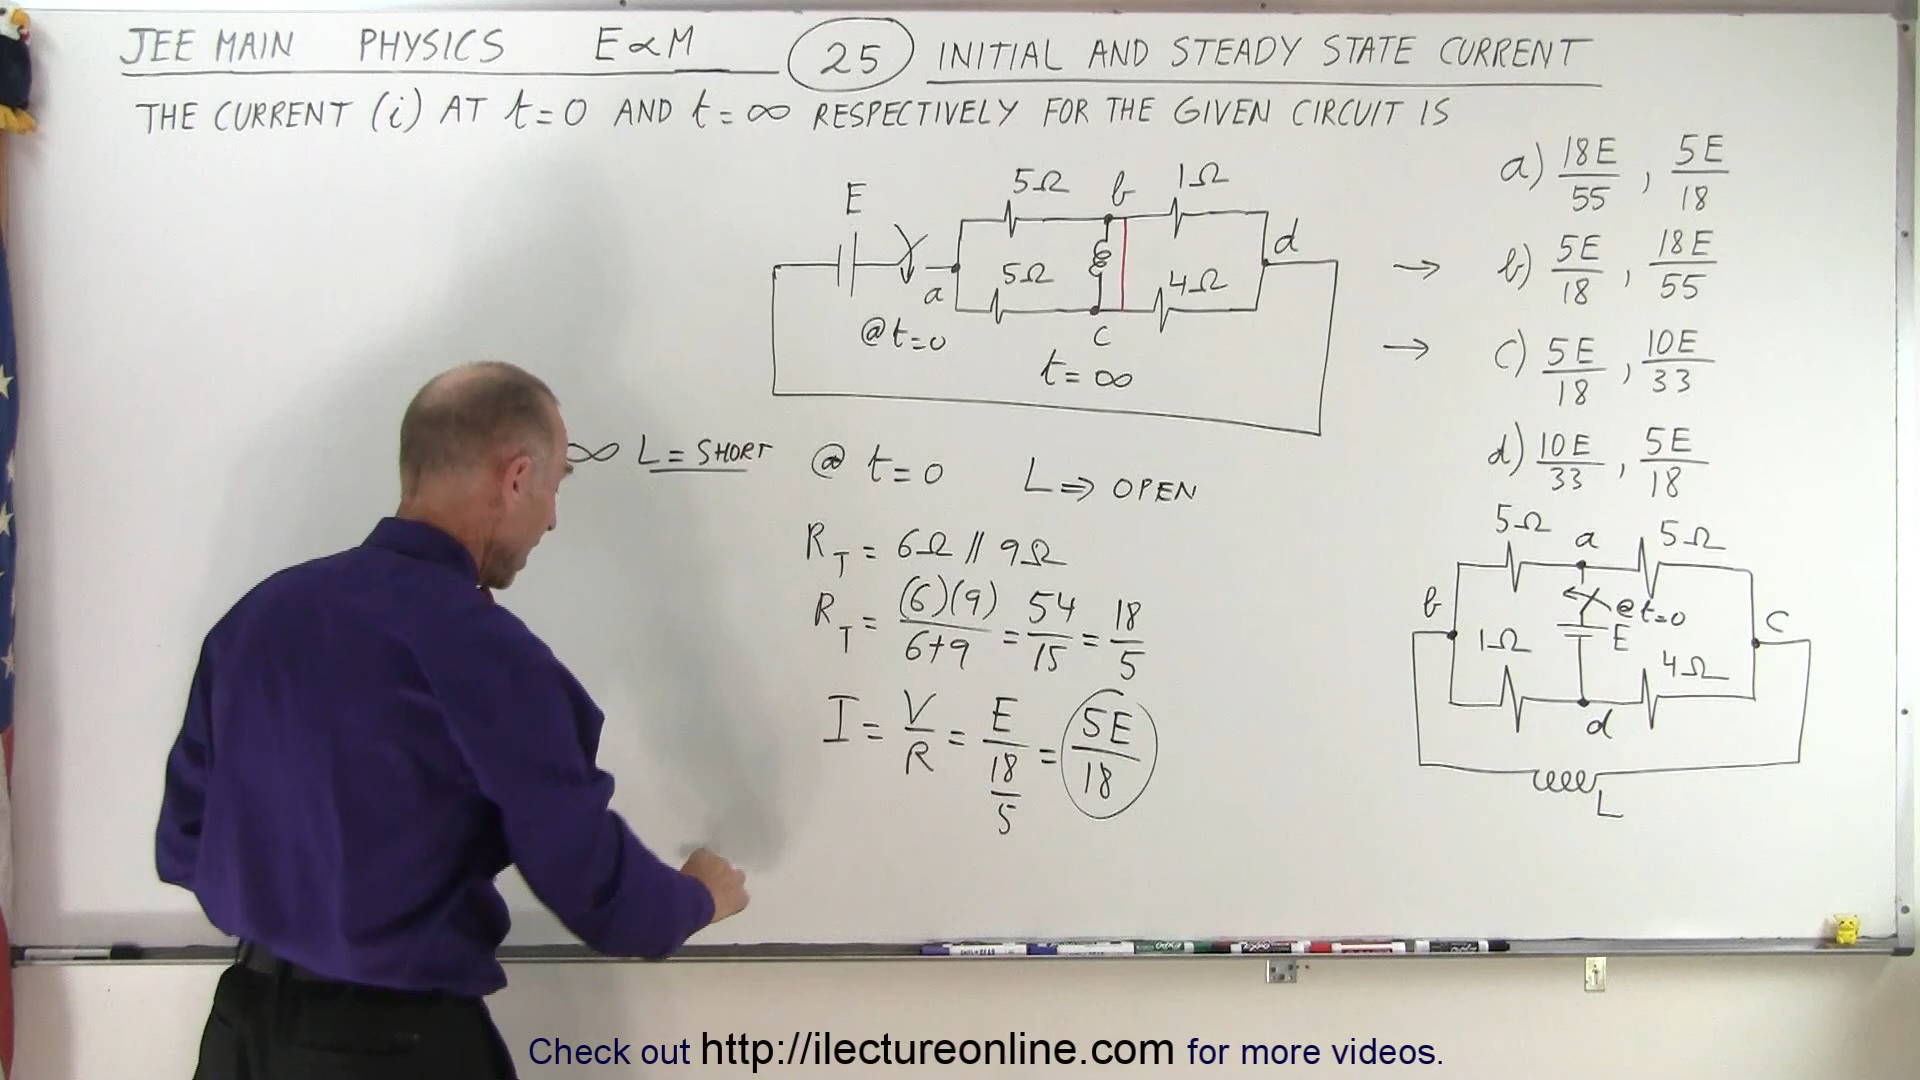 JEE MAIN PHYSICS E∝M 25 INITIAL AND STEADY STATE CURRENT
THE CURRENT (i) AT t=0 AND t=∞ RESPECTIVELY FOR THE GIVEN CIRCUIT IS
E
5Ω b 1Ω
a 5Ω 4Ω d
@t=0 c
t=∞
a) 18E/55 , 5E/18
→ b) 5E/18 , 18E/55
→ c) 5E/18 , 10E/33
d) 10E/33 , 5E/18
∞ L = SHORT
@ t=0 L ⇒ OPEN
R_T = 6Ω // 9Ω
R_T = (6)(9)/6+9 = 54/15 = 18/5
I = V/R = E/(18/5) = 5E/18
5Ω a 5Ω
b @t=0 c
1Ω E 4Ω
d
L
Check out http://ilectureonline.com for more videos.